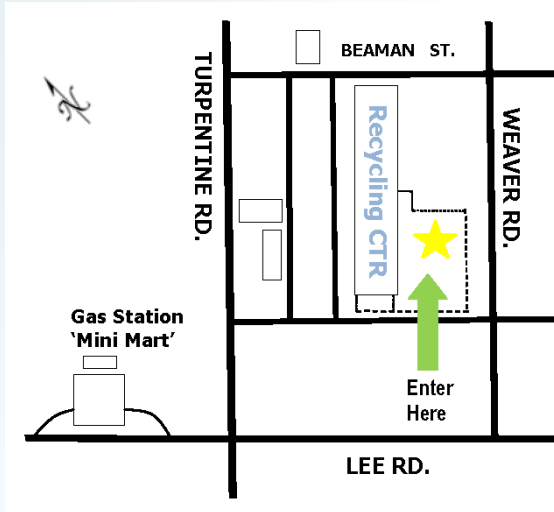 BEAMAN ST.
TURPENTINE RD.
WEAVER RD.
Recycling CTR
Gas Station
‘Mini Mart’
Enter
Here
LEE RD.
N